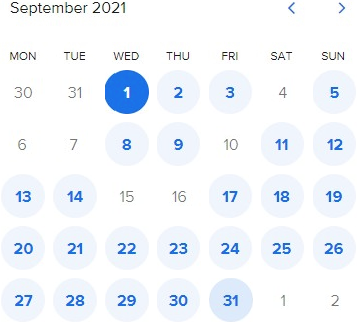 September 2021
MON TUE WED THU FRI SAT SUN
30 31 1 2 3 4 5
6 7 8 9 10 11 12
13 14 15 16 17 18 19
20 21 22 23 24 25 26
27 28 29 30 31 1 2